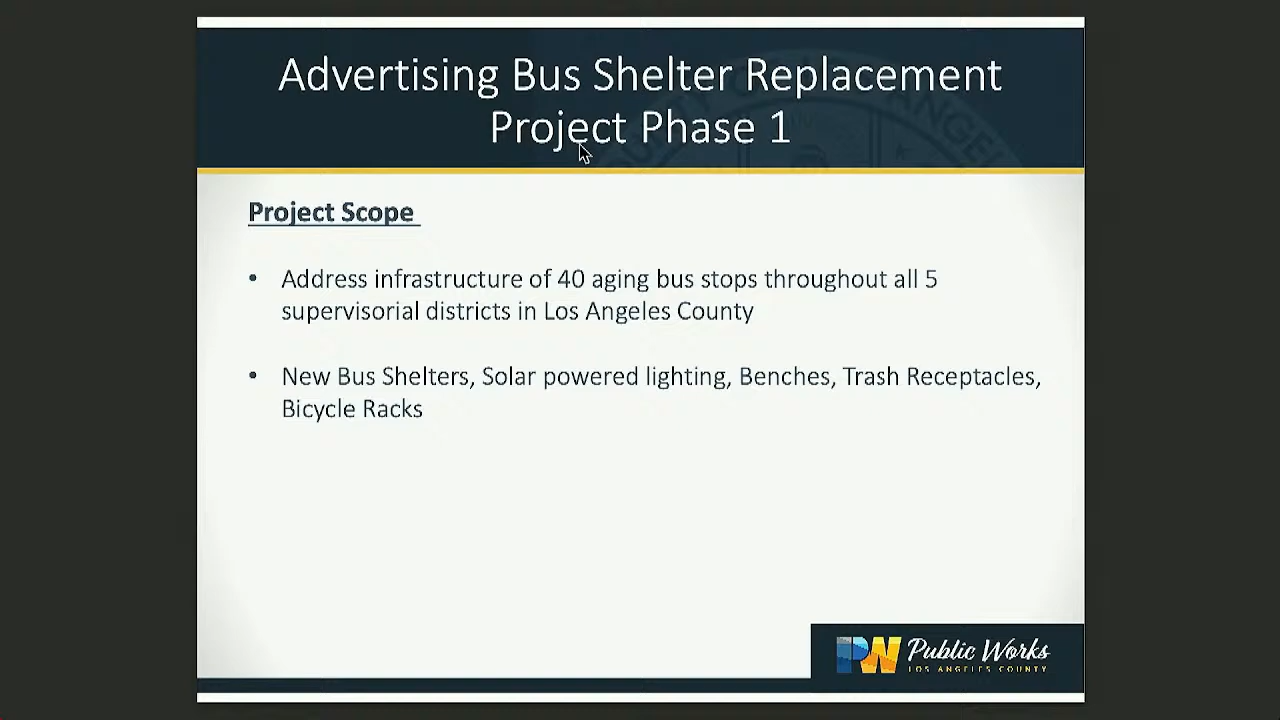 Advertising Bus Shelter Replacement
Project Phase 1
Project Scope
• Address infrastructure of 40 aging bus stops throughout all 5
supervisorial districts in Los Angeles County
• New Bus Shelters, Solar powered lighting, Benches, Trash Receptacles,
Bicycle Racks
PW Public Works
LOS ANGELES COUNTY